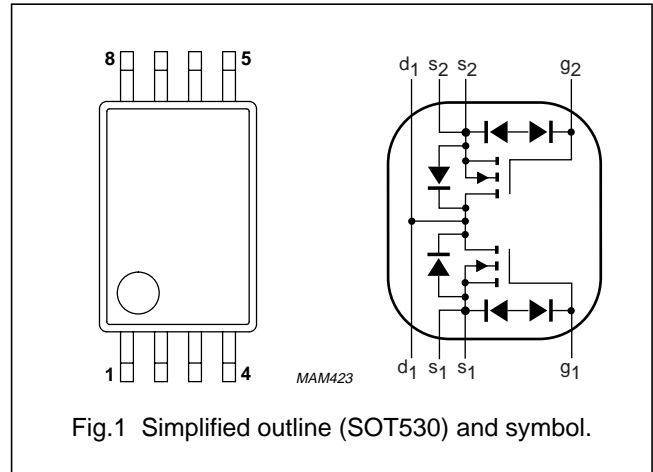 8 5
1 4
MAM423
d1 s2 s2 g2
d1 s1 s1 g1
Fig.1 Simplified outline (SOT530) and symbol.